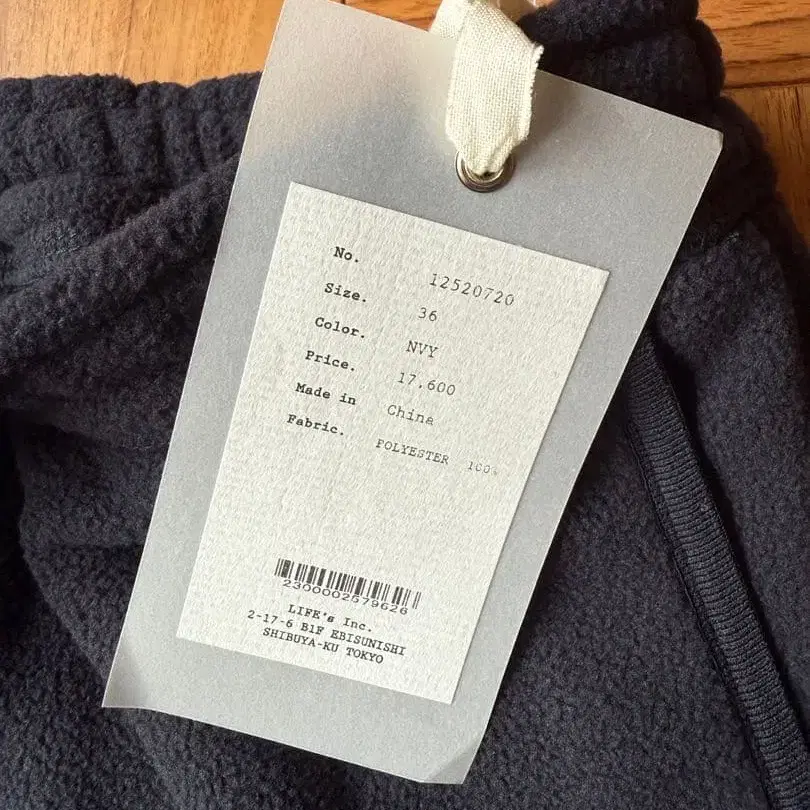 No. 12520720
Size. 36
Color. NVY
Price. 17,600
Made in China
Fabric. POLYESTER 100%
2300002579626
LIFE's Inc.
2-17-6 B1F EBISUNISHI
SHIBUYA-KU TOKYO